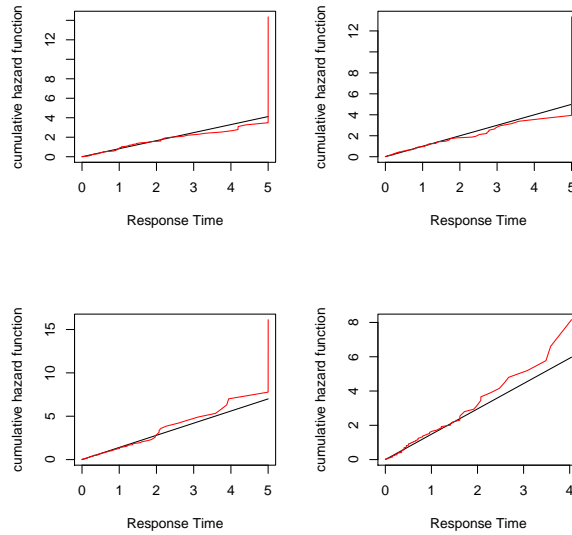 cumulative hazard function
0 2 4 6 8 12
0 1 2 3 4 5
Response Time
cumulative hazard function
0 2 4 6 8 12
0 1 2 3 4 5
Response Time
cumulative hazard function
0 5 10 15
0 1 2 3 4 5
Response Time
cumulative hazard function
0 2 4 6 8
0 1 2 3 4
Response Time